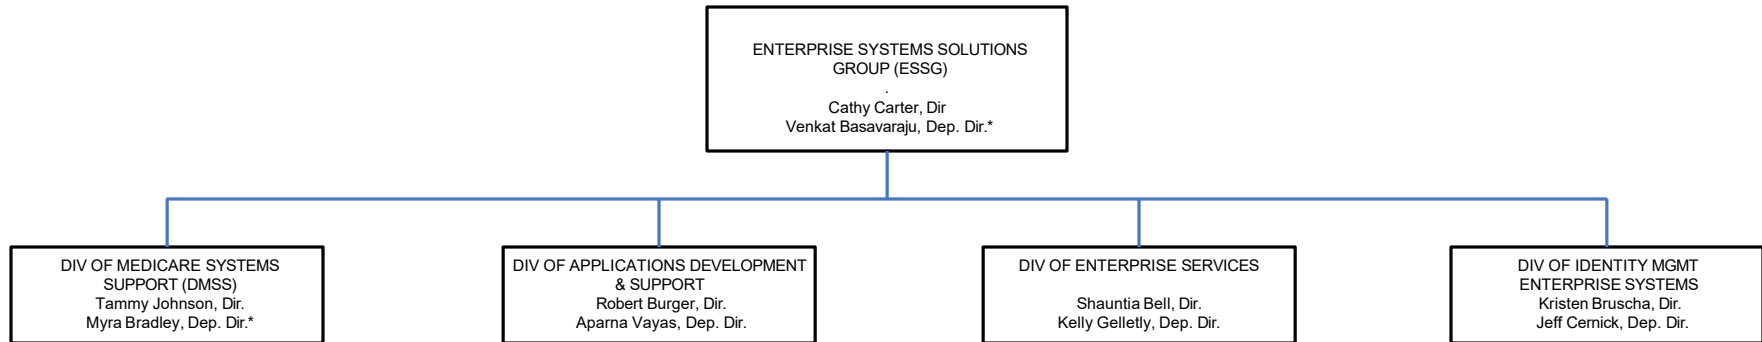 ENTERPRISE SYSTEMS SOLUTIONS
GROUP (ESSG)
.
Cathy Carter, Dir
Venkat Basavaraju, Dep. Dir.*
DIV OF MEDICARE SYSTEMS
SUPPORT (DMSS)
Tammy Johnson, Dir.
Myra Bradley, Dep. Dir.*
DIV OF APPLICATIONS DEVELOPMENT
& SUPPORT
Robert Burger, Dir.
Aparna Vayas, Dep. Dir.
DIV OF ENTERPRISE SERVICES
Shauntia Bell, Dir.
Kelly Gelletly, Dep. Dir.
DIV OF IDENTITY MGMT
ENTERPRISE SYSTEMS
Kristen Bruscha, Dir.
Jeff Cernick, Dep. Dir.